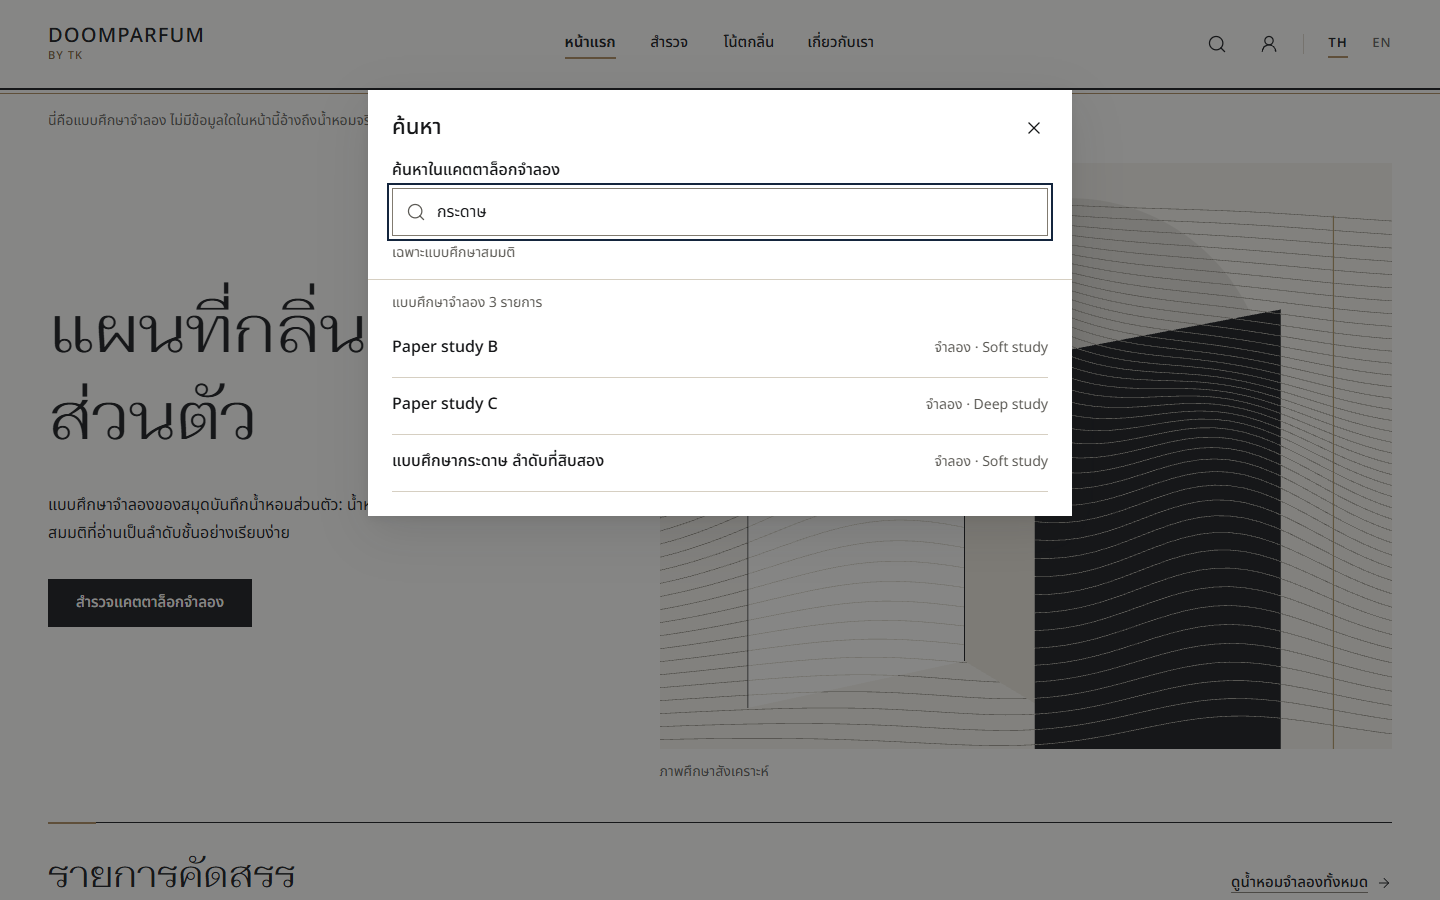 DOOMPARFUM
BY TK
หน้าแรก
สำรวจ
โน้ตกลิ่น
เกี่ยวกับเรา
TH
EN
นี่คือแบบศึกษาจำลอง ไม่มีข้อมูลใดในหน้านี้อ้างถึงน้ำหอมจริ
ค้นหา
ค้นหาในแคตตาล็อกจำลอง
กระดาษ
เฉพาะแบบศึกษาสมมติ
แบบศึกษาจำลอง 3 รายการ
Paper study B
จำลอง · Soft study
Paper study C
จำลอง · Deep study
แบบศึกษากระดาษ ลำดับที่สิบสอง
จำลอง · Soft study
แผนที่กลิ่น
ส่วนตัว
แบบศึกษาจำลองของสมุดบันทึกน้ำหอมส่วนตัว: น้ำห
สมมติที่อ่านเป็นลำดับชั้นอย่างเรียบง่าย
สำรวจแคตตาล็อกจำลอง
ภาพศึกษาสังเคราะห์
รายการคัดสรร
ดูน้ำหอมจำลองทั้งหมด